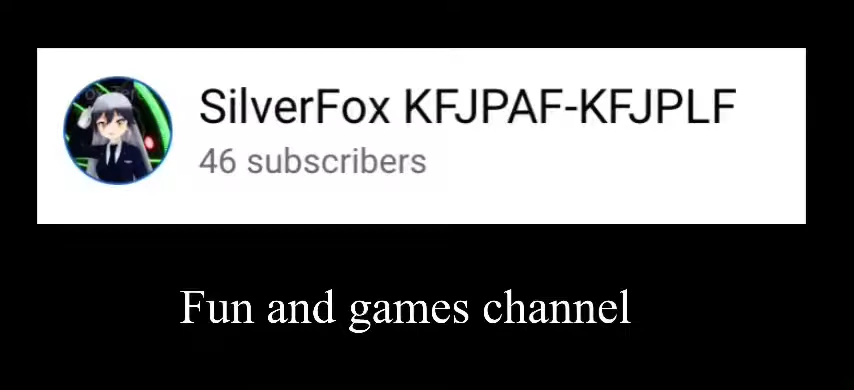 SilverFox KFJPAF-KFJPLF
46 subscribers
Fun and games channel